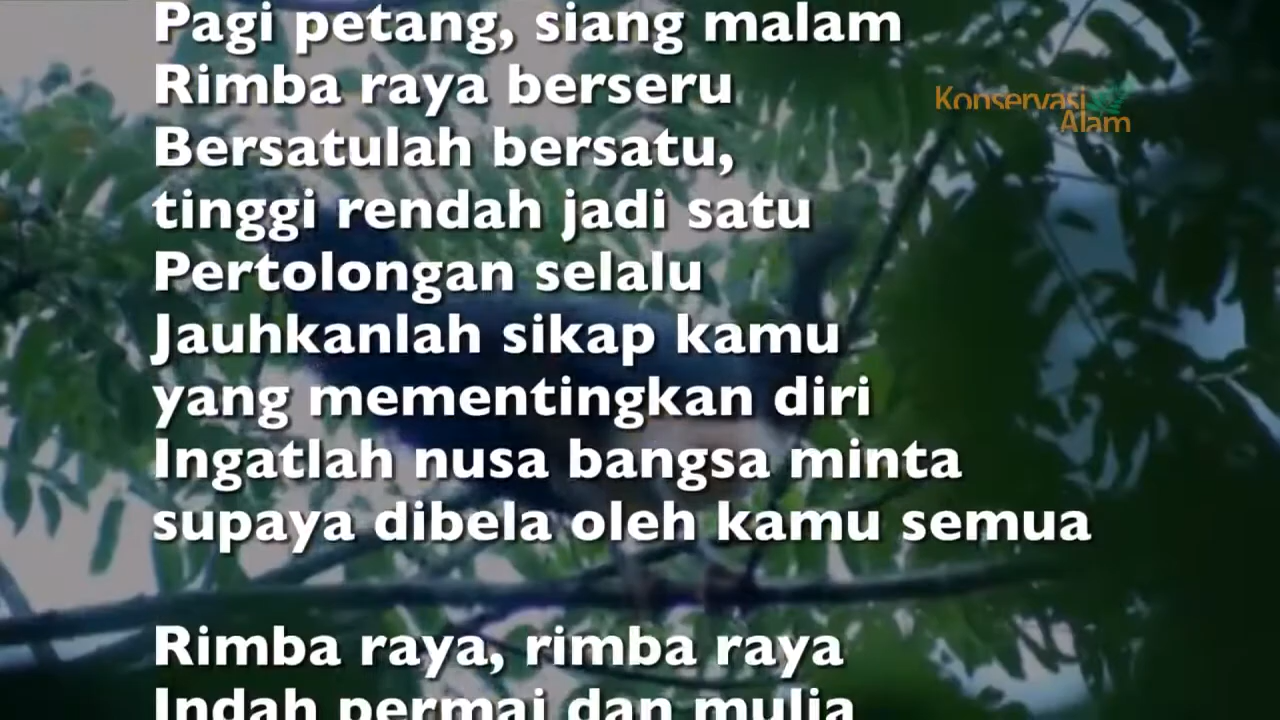 Pagi petang, siang malam
Rimba raya berseru
Konservasi
Alam
Bersatulah bersatu,
tinggi rendah jadi satu
Pertolongan selalu
Jauhkanlah sikap kamu
yang mementingkan diri
Ingatlah nusa bangsa minta
supaya dibela oleh kamu semua
Rimba raya, rimba raya
Indah permai dan mulia